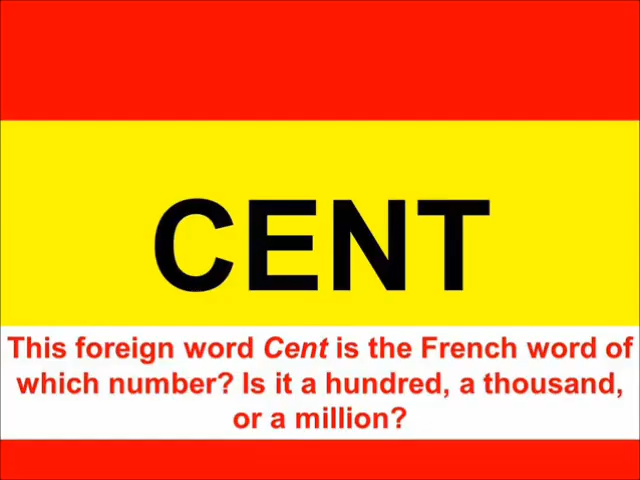 CENT
This foreign word Cent is the French word of
which number? Is it a hundred, a thousand,
or a million?